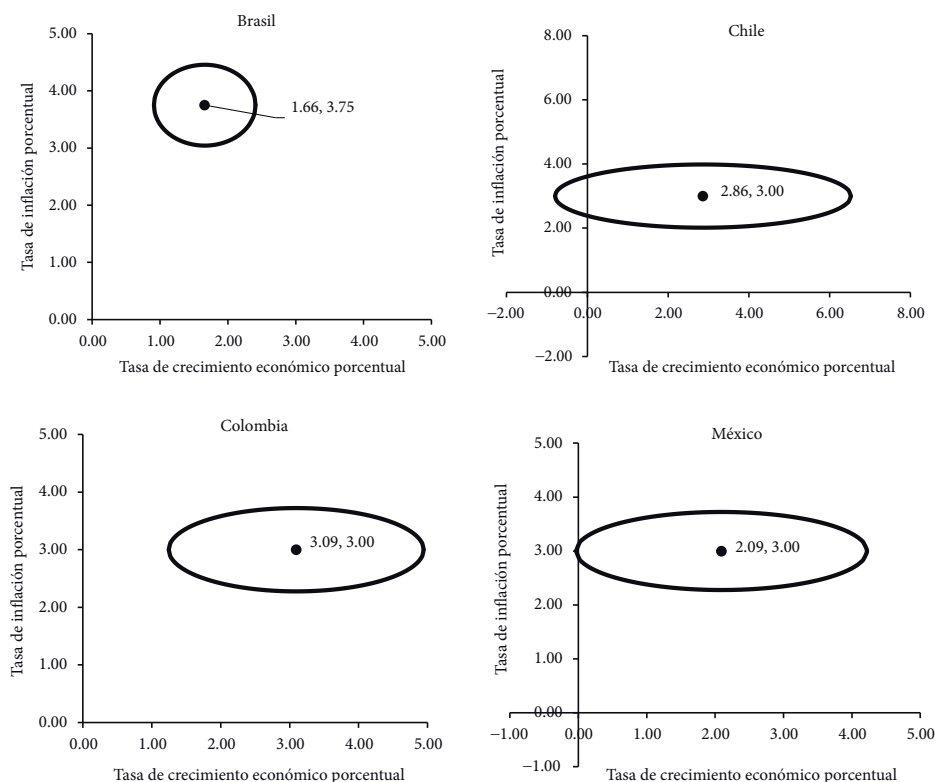 Brasil
5.00
4.00
3.00
2.00
1.00
0.00
Tasa de inflación porcentual
1.66, 3.75
0.00 1.00 2.00 3.00 4.00 5.00
Tasa de crecimiento económico porcentual
Chile
8.00
6.00
4.00
2.00
0.00
−2.00
Tasa de inflación porcentual
2.86, 3.00
−2.00 0.00 2.00 4.00 6.00 8.00
Tasa de crecimiento económico porcentual
Colombia
5.00
4.00
3.00
2.00
1.00
0.00
Tasa de inflación porcentual
3.09, 3.00
0.00 1.00 2.00 3.00 4.00 5.00
Tasa de crecimiento económico porcentual
México
5.00
4.00
3.00
2.00
1.00
0.00
−1.00
Tasa de inflación porcentual
2.09, 3.00
−1.00 0.00 1.00 2.00 3.00 4.00 5.00
Tasa de crecimiento económico porcentual